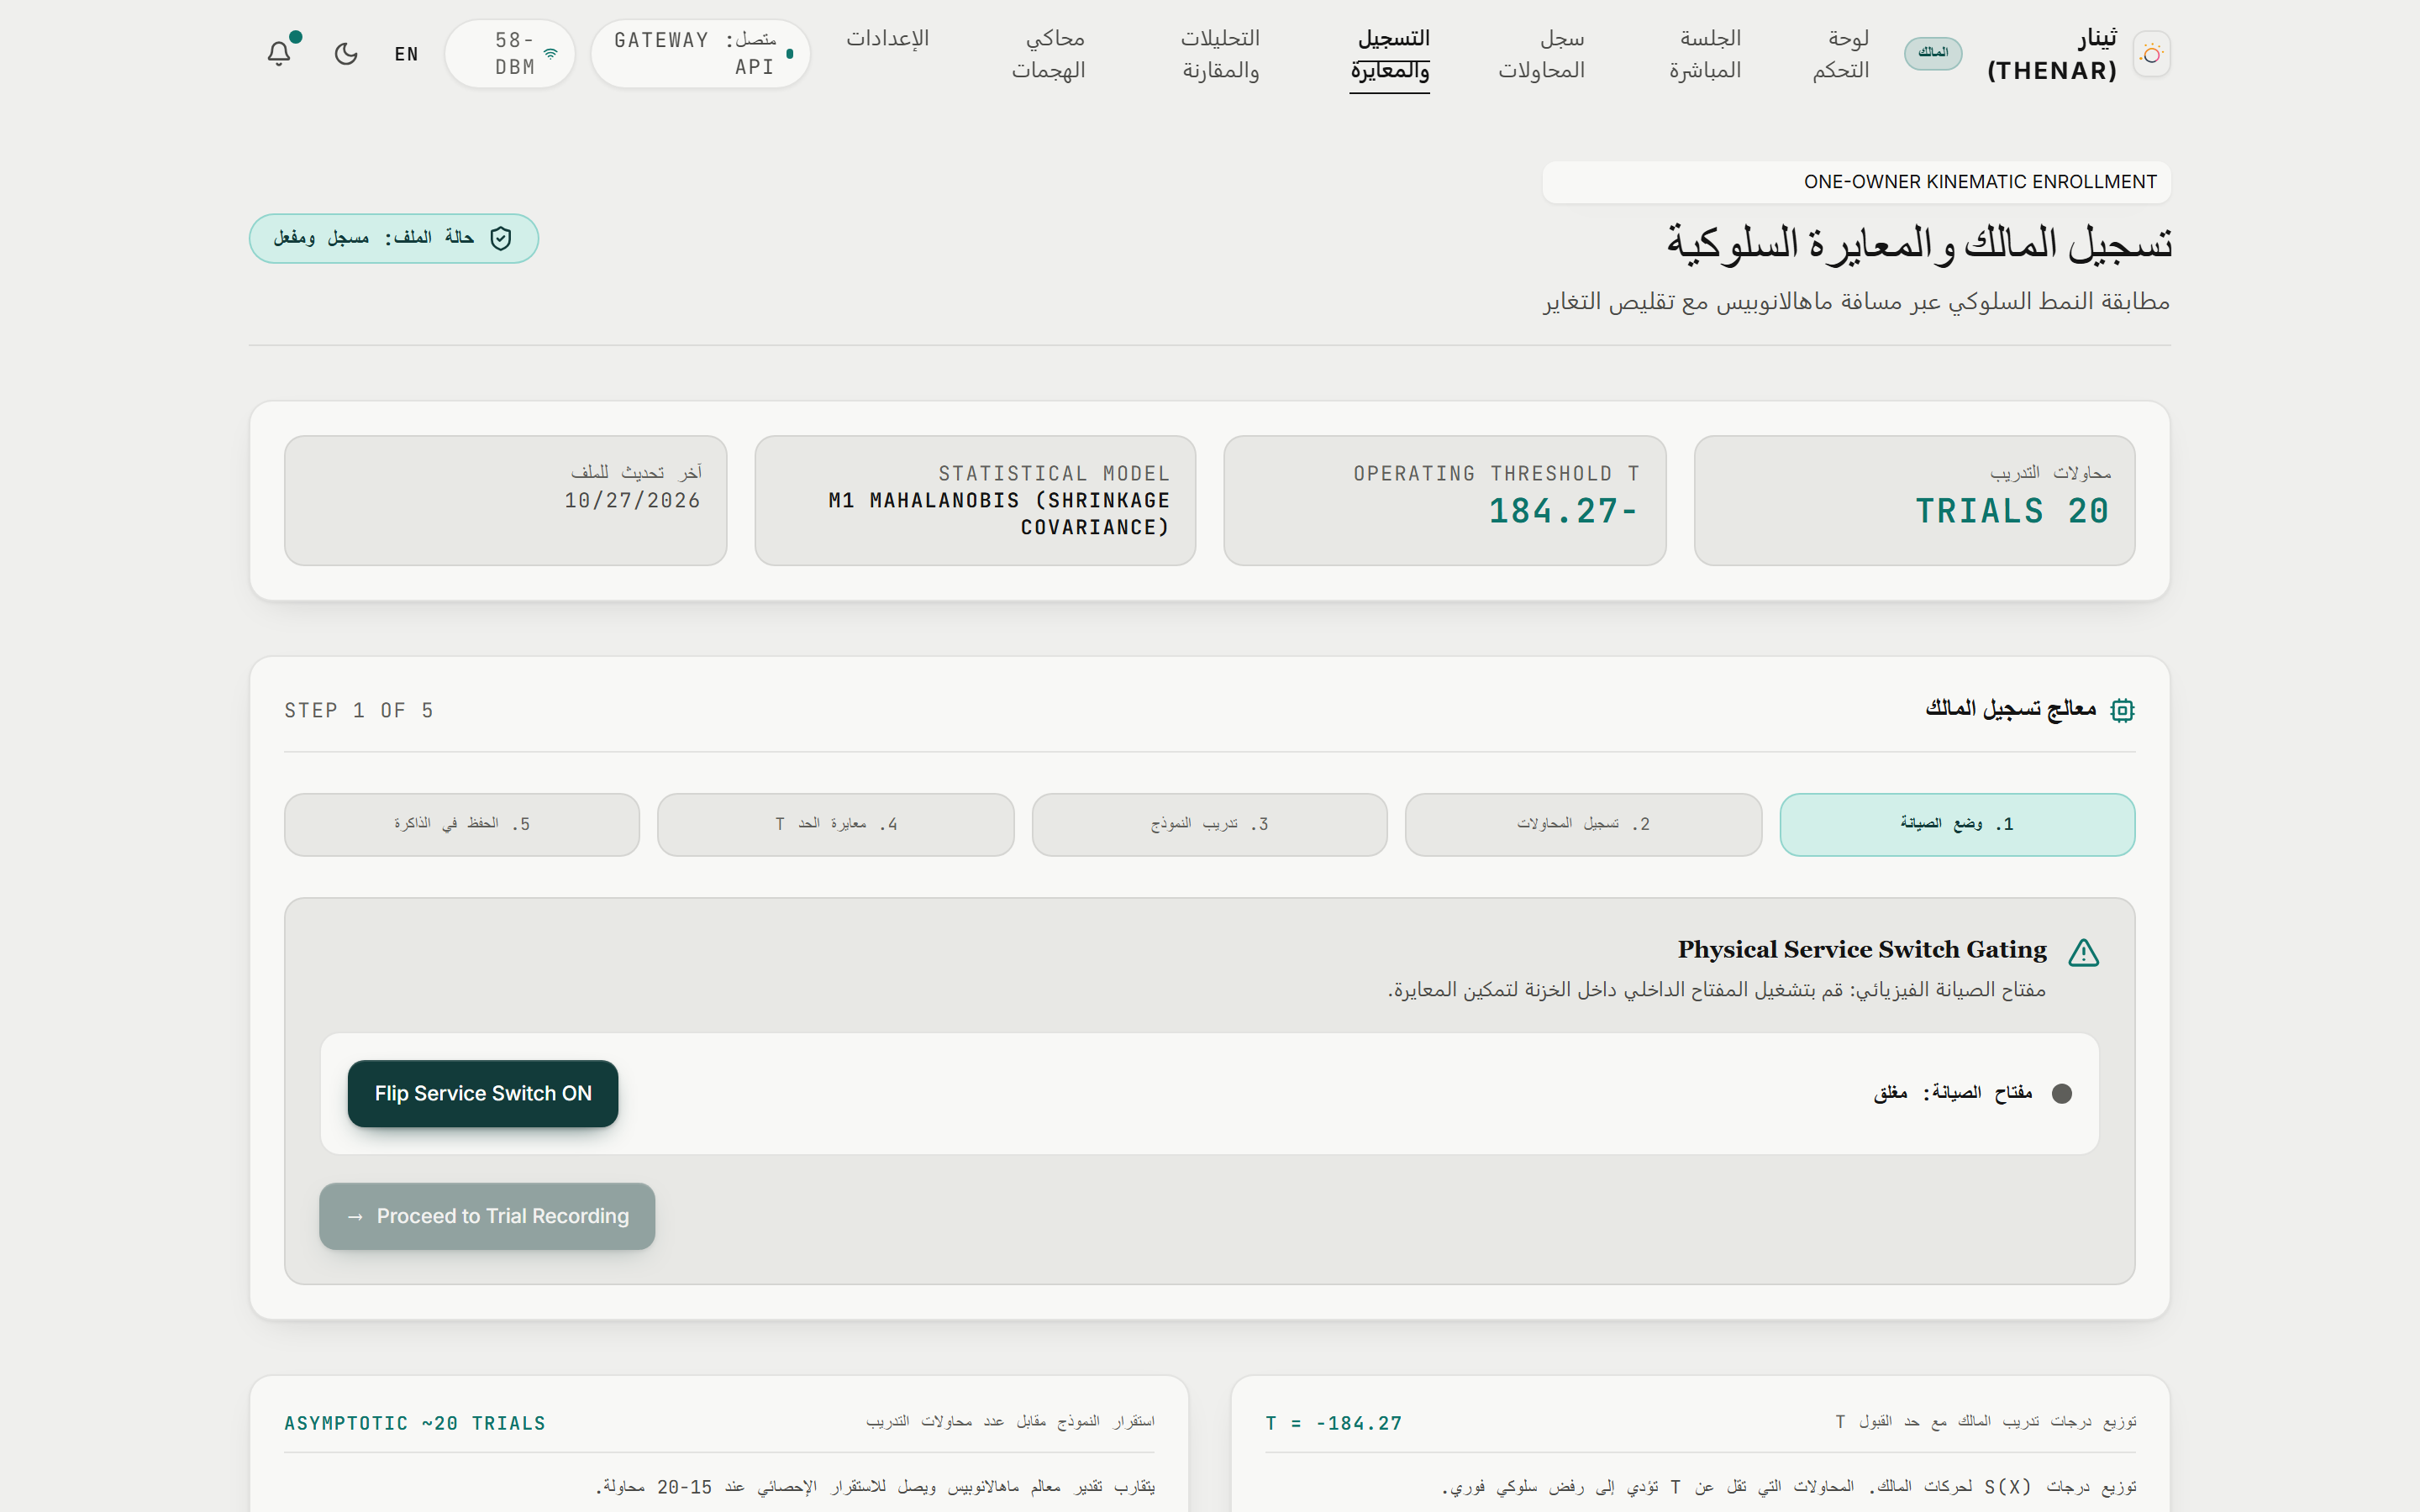 ثينار
(THENAR)
المالك
لوحة
التحكم
الجلسة
المباشرة
سجل
المحاولات
التسجيل
والمعايرة
التحليلات
والمقارنة
محاكي
الهجمات
الإعدادات
متصل: GATEWAY
API
58-
DBM
EN
ONE-OWNER KINEMATIC ENROLLMENT
تسجيل المالك والمعايرة السلوكية
مطابقة النمط السلوكي عبر مسافة ماهالانوبيس مع تقليص التغاير
حالة الملف: مسجل ومفعل
محاولات التدريب
TRIALS 20
OPERATING THRESHOLD T
184.27-
STATISTICAL MODEL
M1 MAHALANOBIS (SHRINKAGE
COVARIANCE)
آخر تحديث للملف
10/27/2026
معالج تسجيل المالك
STEP 1 OF 5
1. وضع الصيانة
2. تسجيل المحاولات
3. تدريب النموذج
4. معايرة الحد T
5. الحفظ في الذاكرة
Physical Service Switch Gating
مفتاح الصيانة الفيزيائي: قم بتشغيل المفتاح الداخلي داخل الخزنة لتمكين المعايرة.
مفتاح الصيانة: مغلق
Flip Service Switch ON
→ Proceed to Trial Recording
توزيع درجات تدريب المالك مع حد القبول T
T = -184.27
توزيع درجات S(X) لحركات المالك. المحاولات التي تقل عن T تؤدي إلى رفض سلوكي فوري.
استقرار النموذج مقابل عدد محاولات التدريب
ASYMPTOTIC ~20 TRIALS
يتقارب تقدير معالم ماهالانوبيس ويصل للاستقرار الإحصائي عند 15-20 محاولة.